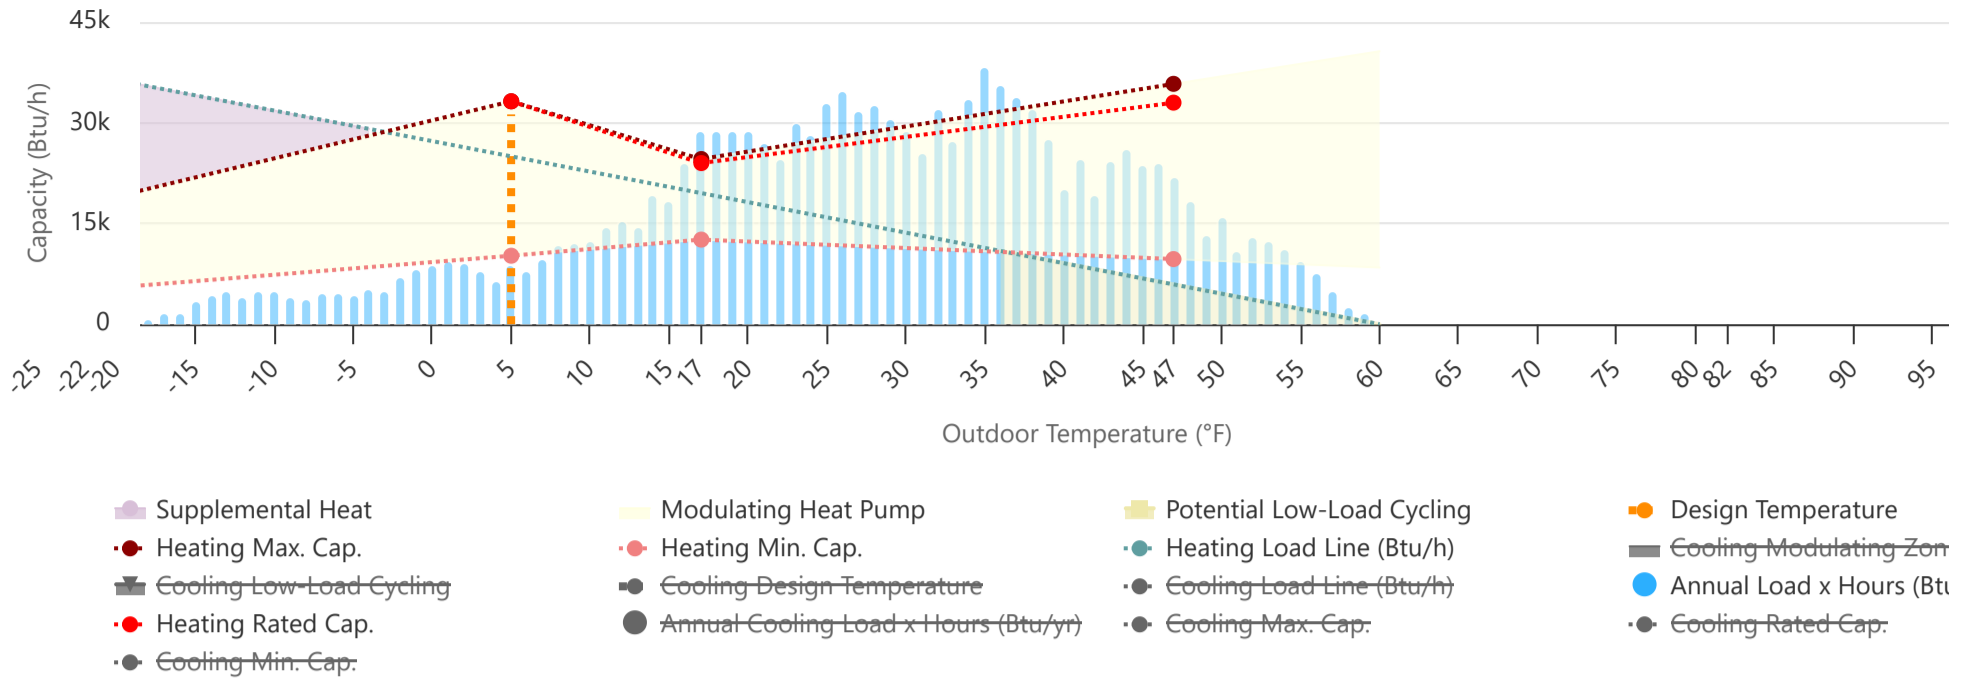 45k
30k
15k
0
Capacity (Btu/h)
-25 -22 -20 -15 -10 -5 0 5 10 15 17 20 25 30 35 40 45 47 50 55 60 65 70 75 80 82 85 90 95
Outdoor Temperature (°F)
Supplemental Heat Modulating Heat Pump Potential Low-Load Cycling Design Temperature
Heating Max. Cap. Heating Min. Cap. Heating Load Line (Btu/h) Cooling Modulating Zon
Cooling Low-Load Cycling Cooling Design Temperature Cooling Load Line (Btu/h) Annual Load x Hours (Btu
Heating Rated Cap. Annual Cooling Load x Hours (Btu/yr) Cooling Max. Cap. Cooling Rated Cap.
Cooling Min. Cap.